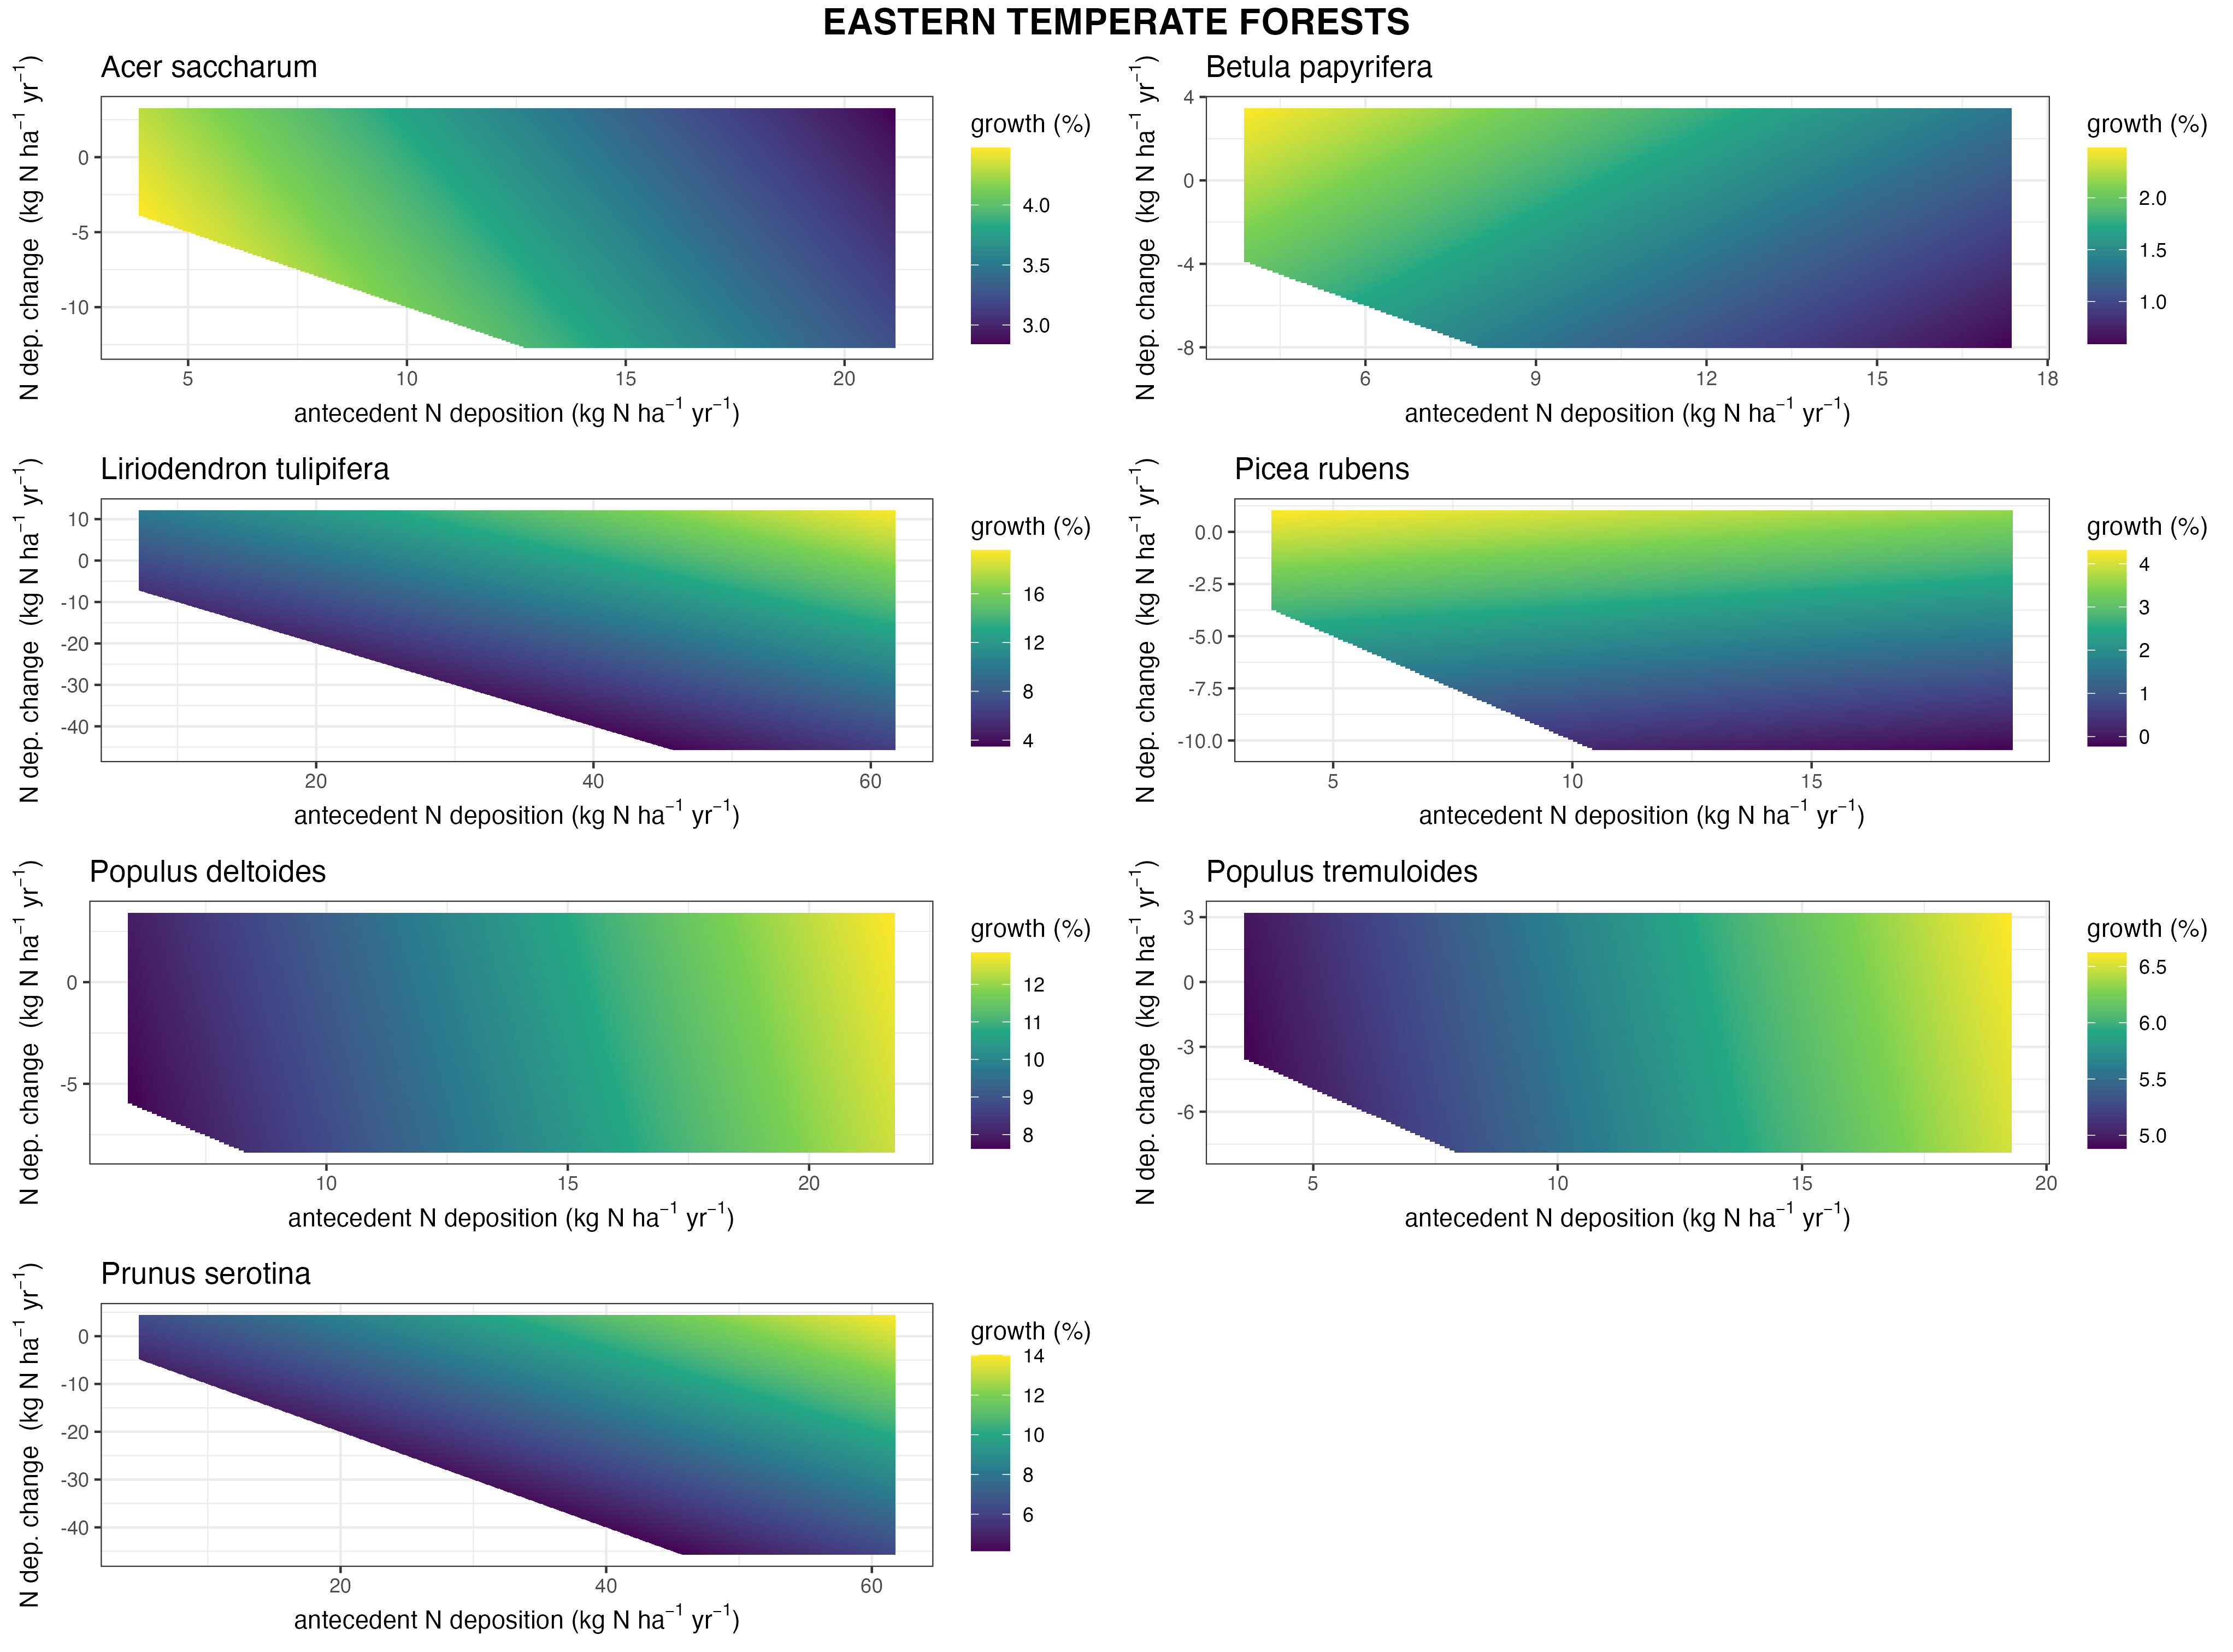 EASTERN TEMPERATE FORESTS
Acer saccharum
N dep. change (kg N ha⁻¹ yr⁻¹)
0
-5
-10
5 10 15 20
antecedent N deposition (kg N ha⁻¹ yr⁻¹)
growth (%)
4.0
3.5
3.0
Betula papyrifera
N dep. change (kg N ha⁻¹ yr⁻¹)
4
0
-4
-8
6 9 12 15 18
antecedent N deposition (kg N ha⁻¹ yr⁻¹)
growth (%)
2.0
1.5
1.0
Liriodendron tulipifera
N dep. change (kg N ha⁻¹ yr⁻¹)
10
0
-10
-20
-30
-40
20 40 60
antecedent N deposition (kg N ha⁻¹ yr⁻¹)
growth (%)
16
12
8
4
Picea rubens
N dep. change (kg N ha⁻¹ yr⁻¹)
0.0
-2.5
-5.0
-7.5
-10.0
5 10 15
antecedent N deposition (kg N ha⁻¹ yr⁻¹)
growth (%)
4
3
2
1
0
Populus deltoides
N dep. change (kg N ha⁻¹ yr⁻¹)
0
-5
10 15 20
antecedent N deposition (kg N ha⁻¹ yr⁻¹)
growth (%)
12
11
10
9
8
Populus tremuloides
N dep. change (kg N ha⁻¹ yr⁻¹)
3
0
-3
-6
5 10 15 20
antecedent N deposition (kg N ha⁻¹ yr⁻¹)
growth (%)
6.5
6.0
5.5
5.0
Prunus serotina
N dep. change (kg N ha⁻¹ yr⁻¹)
0
-10
-20
-30
-40
20 40 60
antecedent N deposition (kg N ha⁻¹ yr⁻¹)
growth (%)
14
12
10
8
6